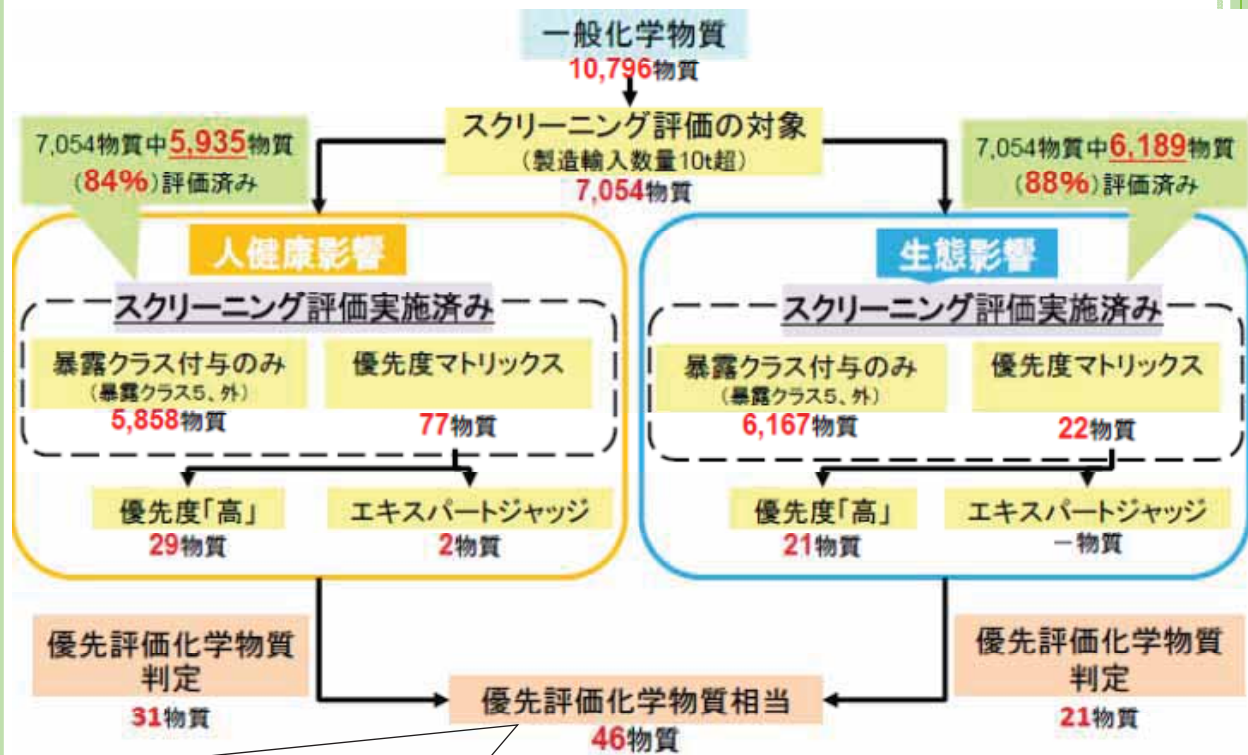 一般化学物質
10,796物質
スクリーニング評価の対象
(製造輸入数量10t超)
7,054物質
7,054物質中5,935物質
(84%)評価済み
7,054物質中6,189物質
(88%)評価済み
人健康影響
スクリーニング評価実施済み
暴露クラス付与のみ
(暴露クラス5、外)
5,858物質
優先度マトリックス
77物質
優先度「高」
29物質
エキスパートジャッジ
2物質
生態影響
スクリーニング評価実施済み
暴露クラス付与のみ
(暴露クラス5、外)
6,167物質
優先度マトリックス
22物質
優先度「高」
21物質
エキスパートジャッジ
－物質
優先評価化学物質
判定
31物質
優先評価化学物質相当
46物質
優先評価化学物質
判定
21物質